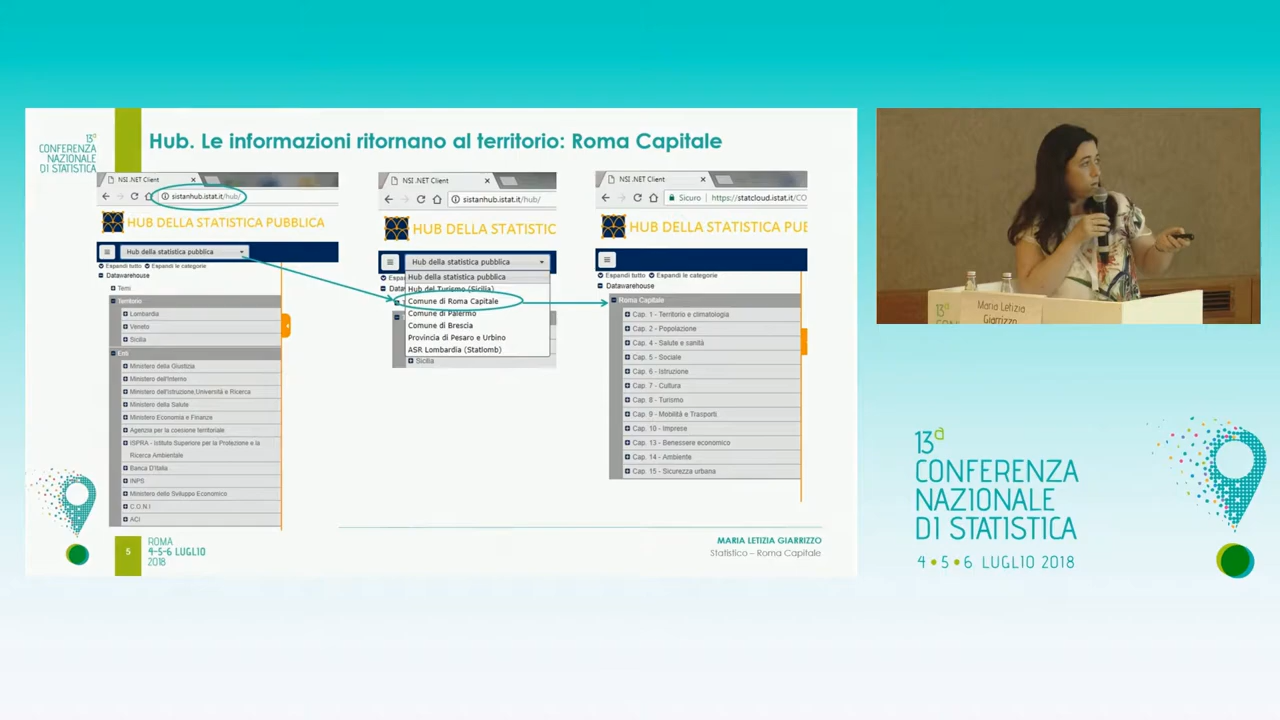 13ª
CONFERENZA
NAZIONALE
DI STATISTICA
Hub. Le informazioni ritornano al territorio: Roma Capitale
NSI .NET Client
sistanhub.istat.it/hub/
HUB DELLA STATISTICA PUBBLICA
Hub della statistica pubblica
Espandi tutto Espandi le categorie
Datawarehouse
Temi
Territorio
Lombardia
Veneto
Sicilia
Enti
Ministero della Giustizia
Ministero dell'Interno
Ministero dell'Istruzione,Università e Ricerca
Ministero della Salute
Ministero Economia e Finanze
Agenzia per la coesione territoriale
ISPRA - Istituto Superiore per la Protezione e la
Ricerca Ambientale
Banca D'Italia
INPS
Ministero dello Sviluppo Economico
C.O.N.I
ACI
NSI .NET Client
sistanhub.istat.it/hub/
HUB DELLA STATISTIC
Hub della statistica pubblica
Hub della statistica pubblica
Hub del Turismo (Sicilia)
Comune di Roma Capitale
Comune di Palermo
Comune di Brescia
Provincia di Pesaro e Urbino
ASR Lombardia (Statlomb)
Sicilia
NSI .NET Client
Sicuro https://statcloud.istat.it/CO
HUB DELLA STATISTICA PUB
Espandi tutto Espandi le categorie
Datawarehouse
Roma Capitale
Cap. 1 - Territorio e climatologia
Cap. 2 - Popolazione
Cap. 4 - Salute e sanità
Cap. 5 - Sociale
Cap. 6 - Istruzione
Cap. 7 - Cultura
Cap. 8 - Turismo
Cap. 9 - Mobilità e Trasporti
Cap. 10 - Imprese
Cap. 13 - Benessere economico
Cap. 14 - Ambiente
Cap. 15 - Sicurezza urbana
5
ROMA
4-5-6 LUGLIO
2018
MARIA LETIZIA GIARRIZZO
Statistico – Roma Capitale
Maria Letizia
Giarrizzo
13ª
CONFERENZA
NAZIONALE
DI STATISTICA
4•5•6 LUGLIO 2018